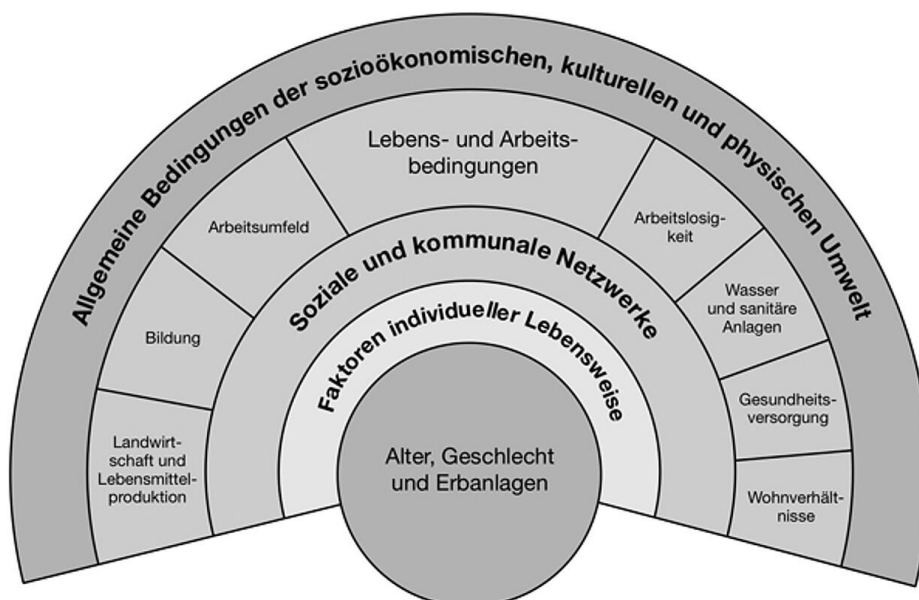 Allgemeine Bedingungen der sozioökonomischen, kulturellen und physischen Umwelt
Lebens- und Arbeits-
bedingungen
Arbeitsumfeld
Bildung
Landwirt-
schaft und
Lebensmittel-
produktion
Arbeitslosig-
keit
Wasser
und sanitäre
Anlagen
Gesundheits-
versorgung
Wohnverhält-
nisse
Soziale und kommunale Netzwerke
Faktoren individueller Lebensweise
Alter, Geschlecht
und Erbanlagen